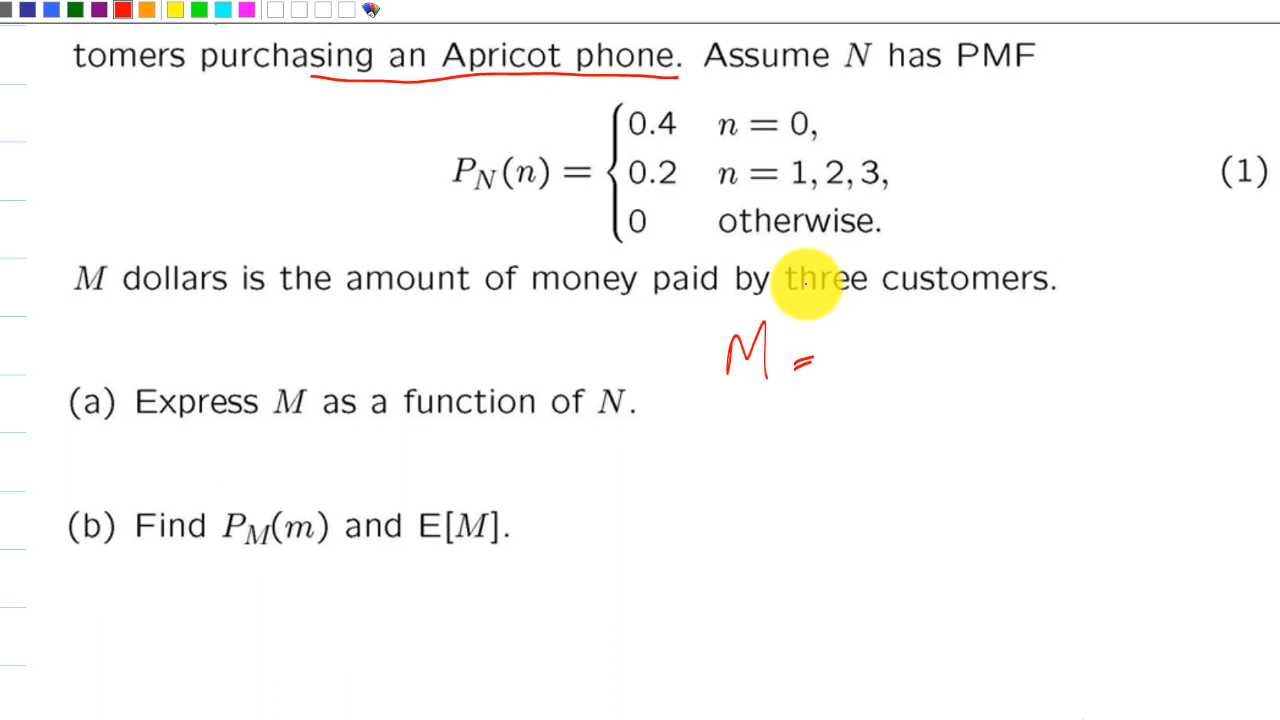 tomers purchasing an Apricot phone. Assume N has PMF
P_N(n) = { 0.4 n = 0,
0.2 n = 1, 2, 3,
0 otherwise. (1)
M dollars is the amount of money paid by three customers.
M =
(a) Express M as a function of N.
(b) Find P_M(m) and E[M].